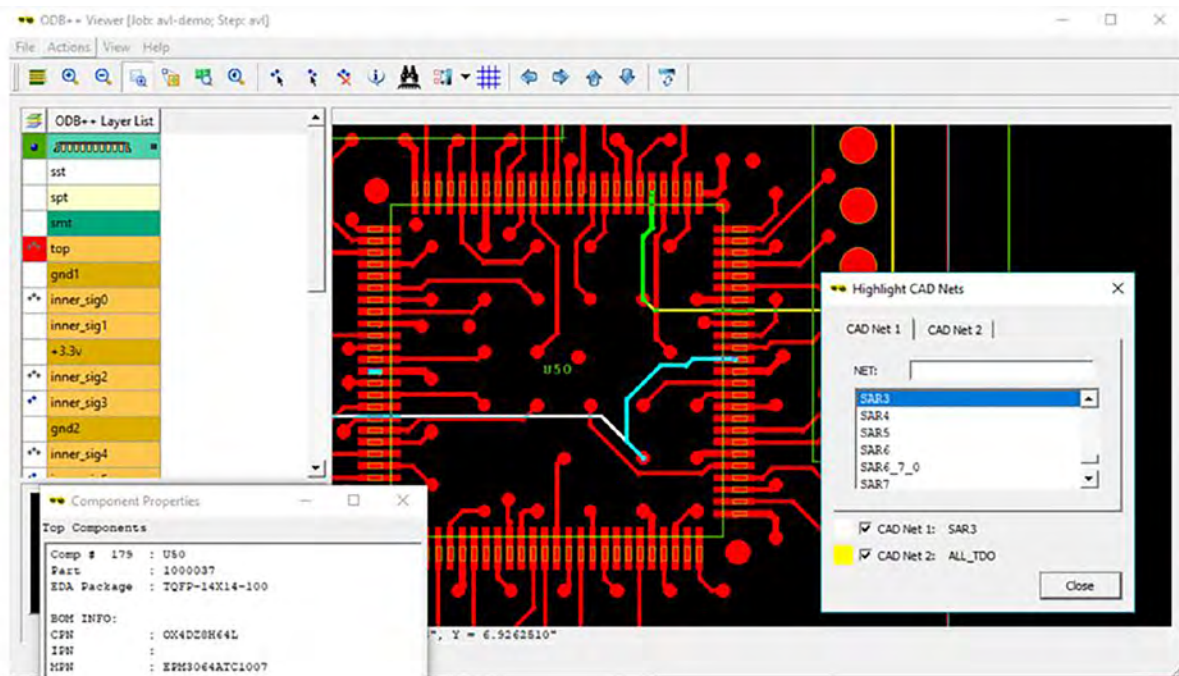 ODB++ Viewer [Job: avl-demo; Step: avl]
File Actions View Help
ODB++ Layer List
sst
spt
smt
top
gnd1
inner_sig0
inner_sig1
+3.3v
inner_sig2
inner_sig3
gnd2
inner_sig4
U50
Highlight CAD Nets
CAD Net 1 CAD Net 2
NET:
SAR3
SAR4
SAR5
SAR6
SAR6_7_0
SAR7
CAD Net 1: SAR3
CAD Net 2: ALL_TDO
Close
Component Properties
Top Components
Comp # 179 : U50
Part : 1000037
EDA Package : TQFP-14X14-100
BOM INFO:
CPN : OX4DZ8H64L
IPN :
MPN : EPM3064ATC1007
", Y = 6.9262510"